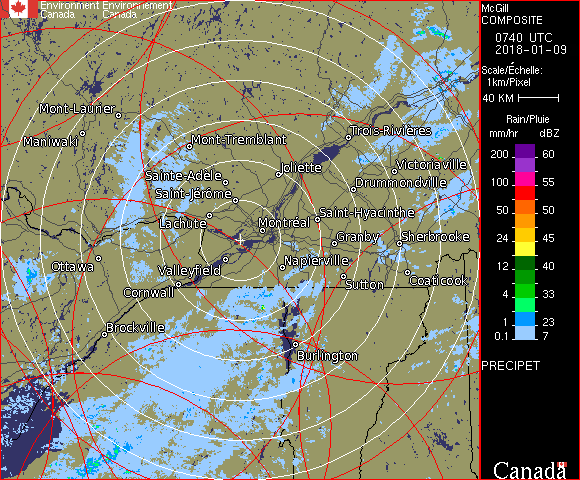 Environment Environnement
Canada Canada
Mont-Laurier
Maniwaki
Mont-Tremblant
Trois-Rivières
Sainte-Adèle
Joliette
Victoriaville
Saint-Jérôme
Drummondville
Lachute
Montréal
Saint-Hyacinthe
Granby
Sherbrooke
Ottawa
Valleyfield
Napierville
Cornwall
Sutton
Coaticook
Brockville
Burlington
McGill
COMPOSITE
0740 UTC
2018-01-09
Scale/Échelle:
1km/Pixel
40 KM
Rain/Pluie
mm/hr dBZ
200 60
192 57
100 55
50 50
24 45
12 40
4 33
1 23
0.1 7
PRECIPET
Canada